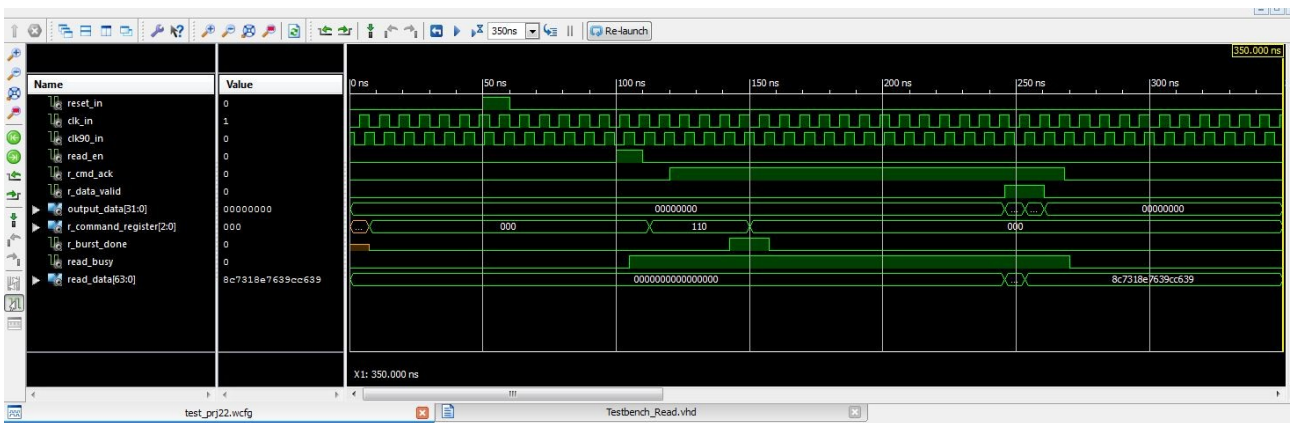 350ns Re-launch
350.000 ns
Name Value 0 ns 50 ns 100 ns 150 ns 200 ns 250 ns 300 ns
reset_in 0
clk_in 1
clk90_in 0
read_en 0
r_cmd_ack 0
r_data_valid 0
output_data[31:0] 00000000 00000000 ... ... 00000000
r_command_register[2:0] 000 ... 000 110 000
r_burst_done 0
read_busy 0
read_data[63:0] 8c7318e7639cc639 0000000000000000 ... 8c7318e7639cc639
X1: 350.000 ns
test_prj22.wcfg Testbench_Read.vhd